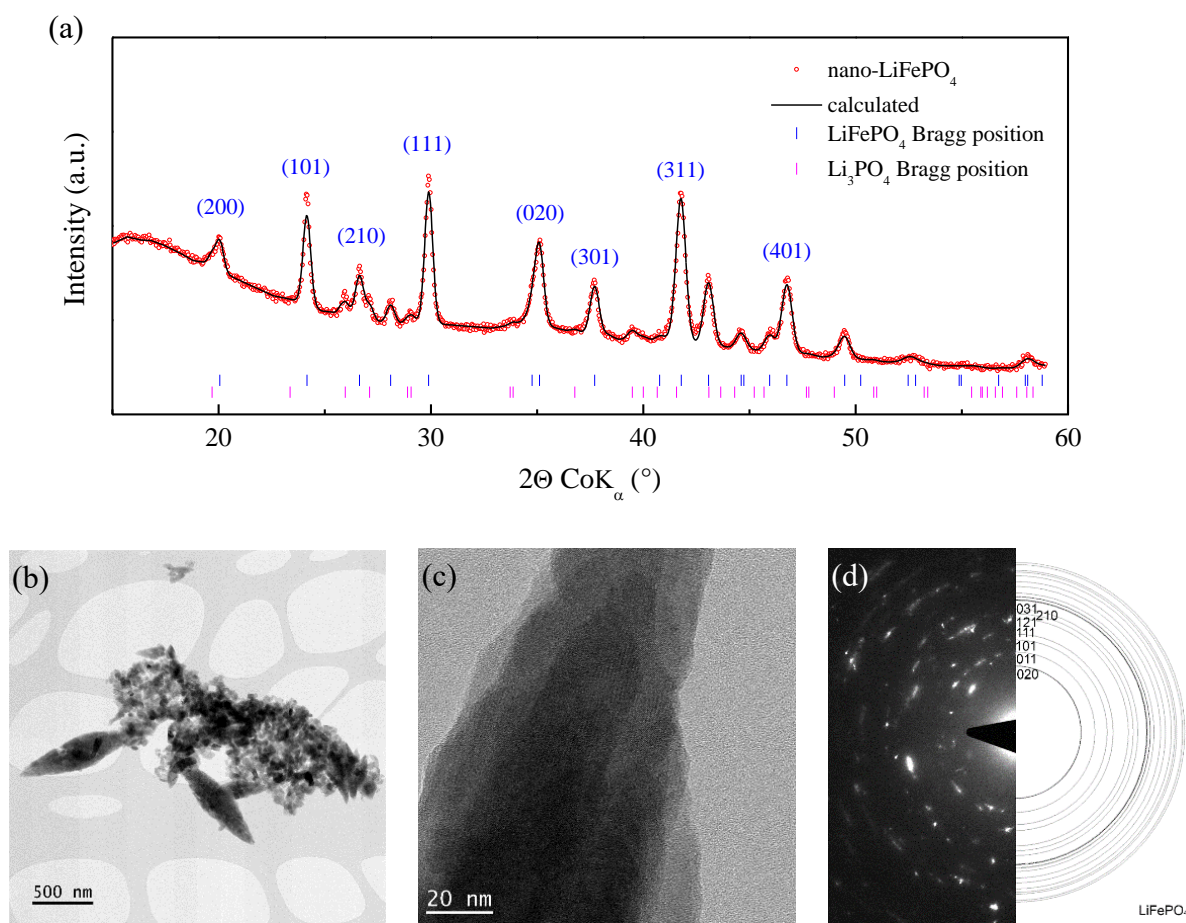 (a)
nano-LiFePO₄
calculated
LiFePO₄ Bragg position
Li₃PO₄ Bragg position
(200)
(101)
(210)
(111)
(020)
(301)
(311)
(401)
Intensity (a.u.)
20
30
40
50
60
2Θ CoKα (°)
(b)
500 nm
(c)
20 nm
(d)
031
210
121
111
101
011
020
LiFePO₄